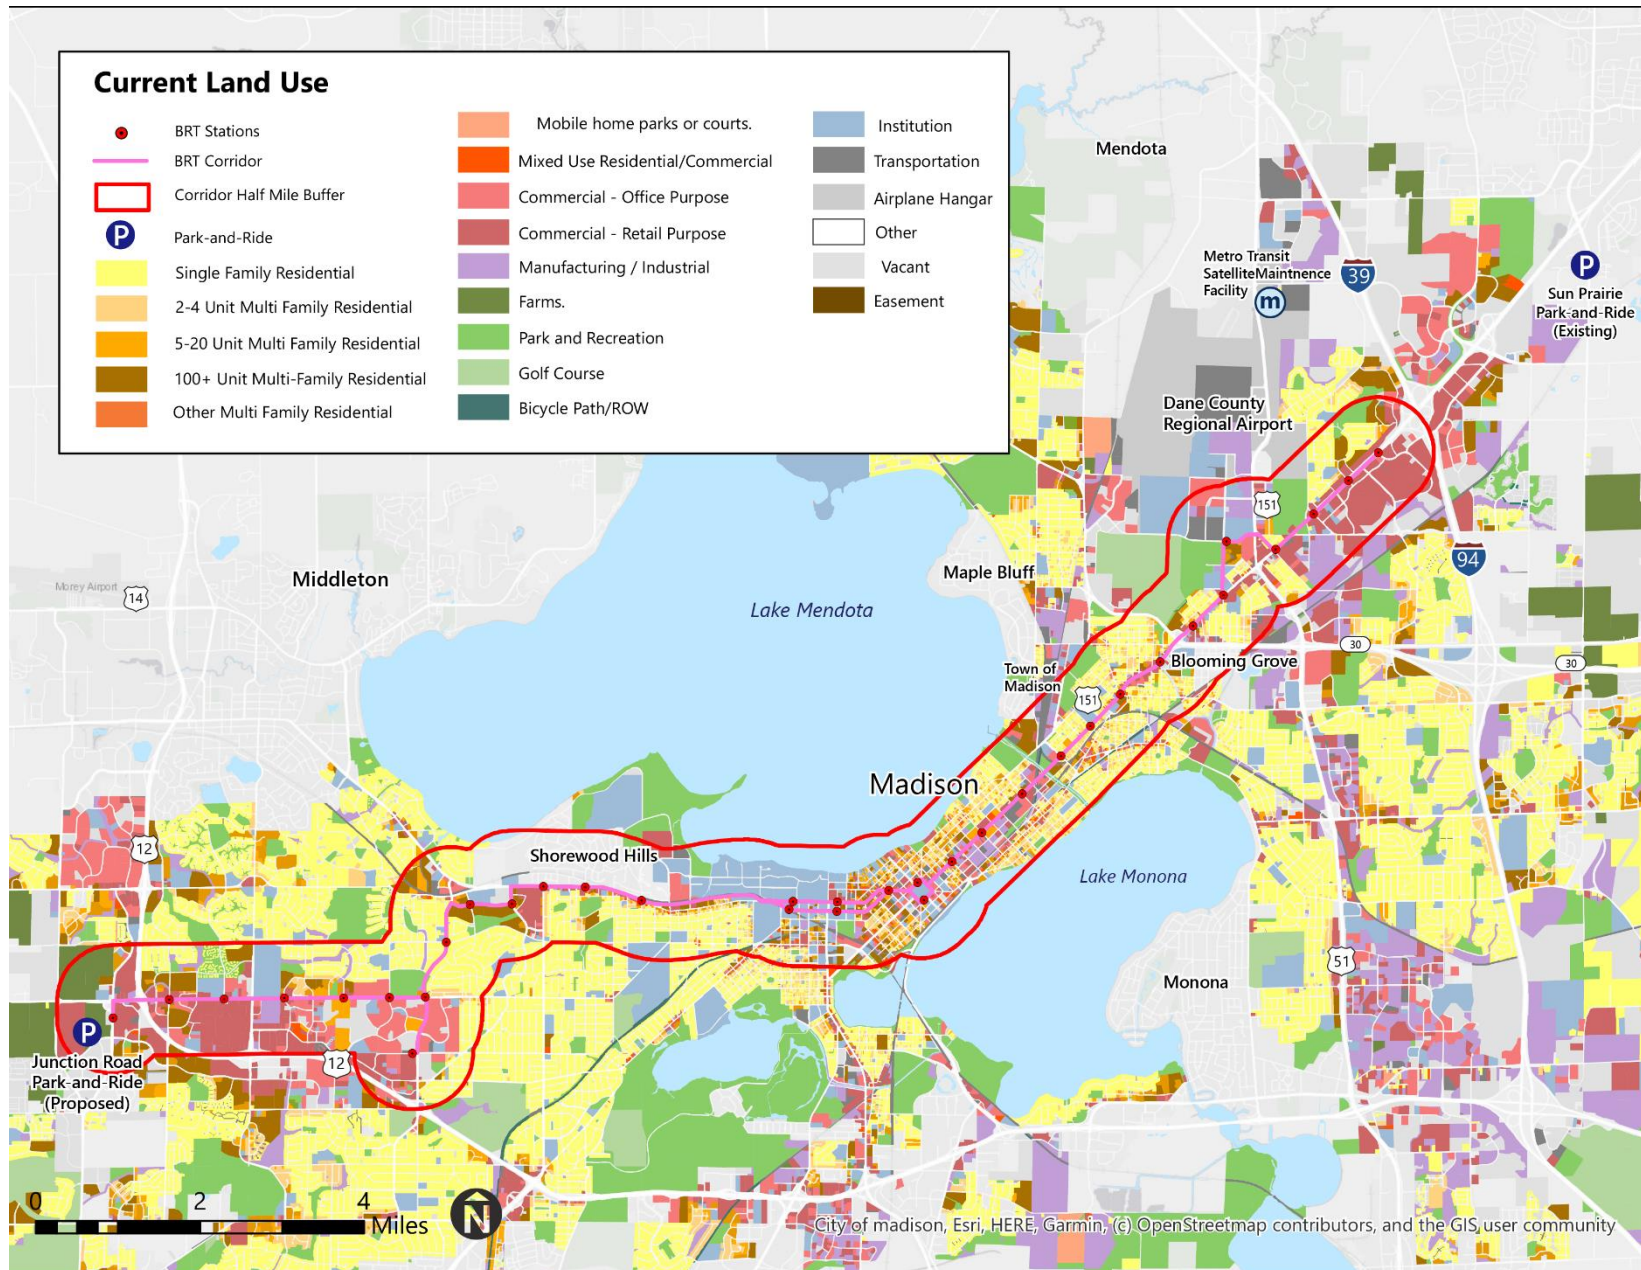 Current Land Use
BRT Stations
BRT Corridor
Corridor Half Mile Buffer
P
Park-and-Ride
Single Family Residential
2-4 Unit Multi Family Residential
5-20 Unit Multi Family Residential
100+ Unit Multi-Family Residential
Other Multi Family Residential
Mobile home parks or courts.
Mixed Use Residential/Commercial
Commercial - Office Purpose
Commercial - Retail Purpose
Manufacturing / Industrial
Farms.
Park and Recreation
Golf Course
Bicycle Path/ROW
Institution
Transportation
Airplane Hangar
Other
Vacant
Easement
Mendota
Metro Transit
SatelliteMaintnence
Facility
m
39
P
Sun Prairie
Park-and-Ride
(Existing)
Dane County
Regional Airport
151
94
Morey Airport
14
Middleton
Maple Bluff
Lake Mendota
30
30
Blooming Grove
Town of
Madison
151
Madison
12
Shorewood Hills
Lake Monona
51
Monona
P
Junction Road
Park-and-Ride
(Proposed)
12
0
2
4
Miles
N
City of madison, Esri, HERE, Garmin, (c) OpenStreetmap contributors, and the GIS user community